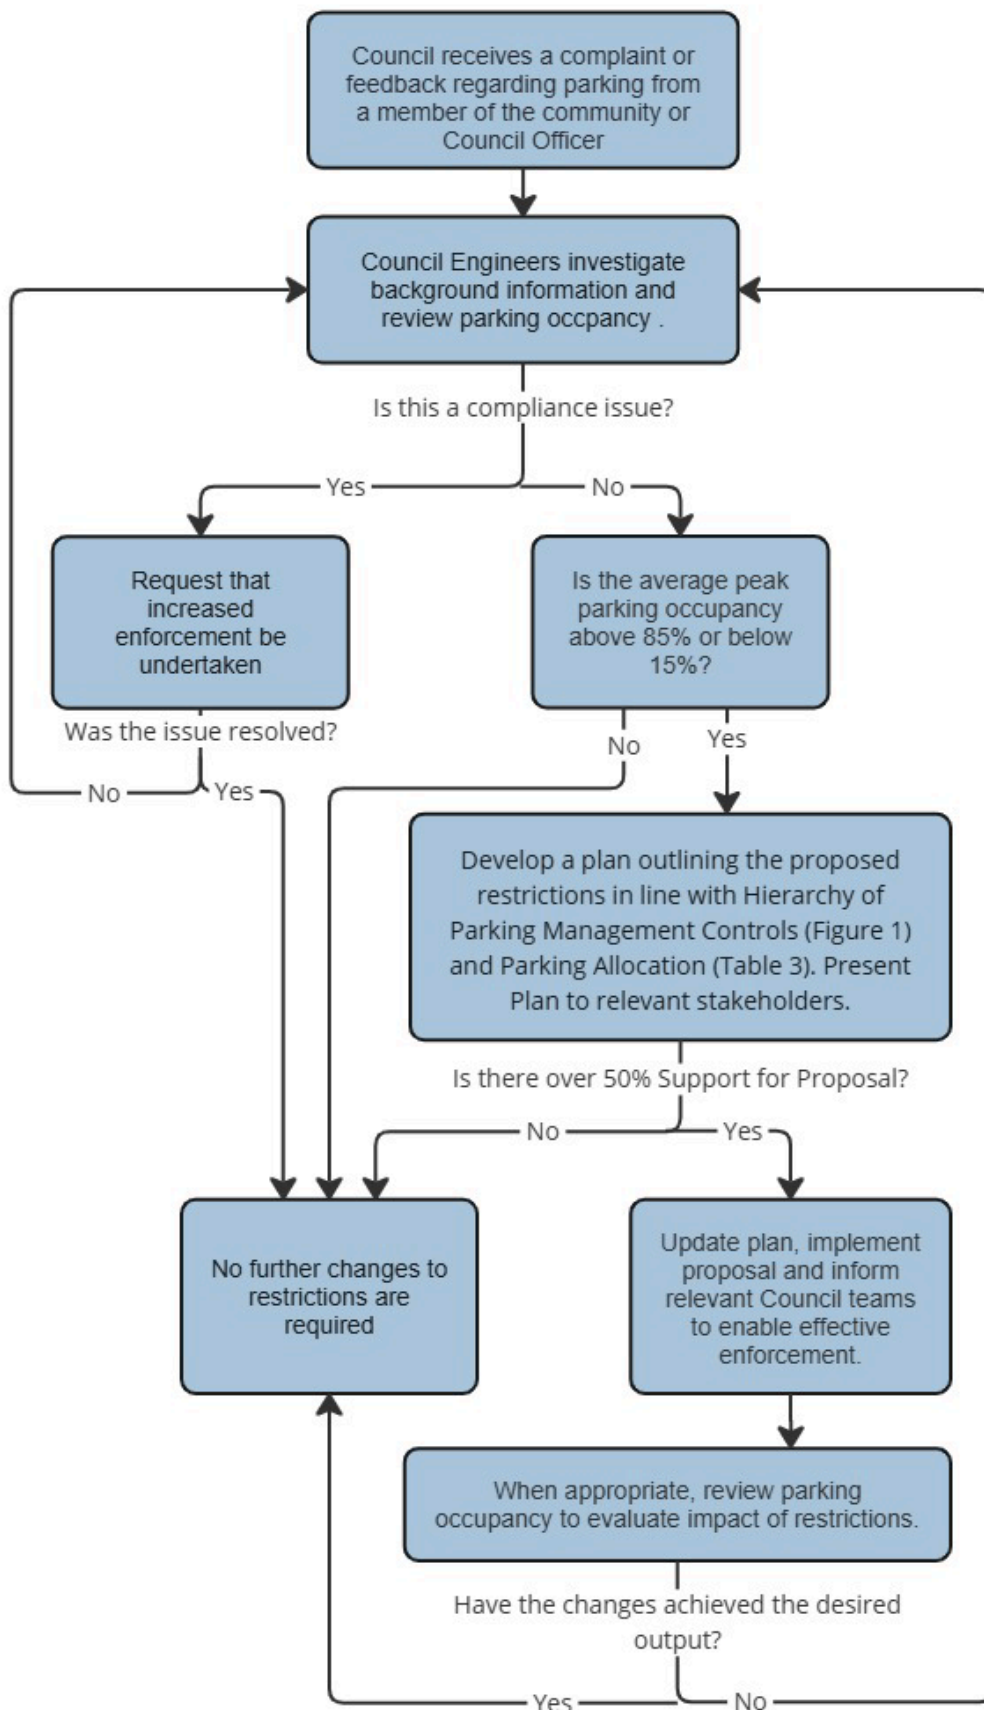 Council receives a complaint or
feedback regarding parking from
a member of the community or
Council Officer
Council Engineers investigate
background information and
review parking occpancy .
Is this a compliance issue?
Yes
No
Request that
increased
enforcement be
undertaken
Is the average peak
parking occupancy
above 85% or below
15%?
Was the issue resolved?
No
Yes
No
Yes
Develop a plan outlining the proposed
restrictions in line with Hierarchy of
Parking Management Controls (Figure 1)
and Parking Allocation (Table 3). Present
Plan to relevant stakeholders.
Is there over 50% Support for Proposal?
No
Yes
No further changes to
restrictions are
required
Update plan, implement
proposal and inform
relevant Council teams
to enable effective
enforcement.
When appropriate, review parking
occupancy to evaluate impact of restrictions.
Have the changes achieved the desired
output?
Yes
No